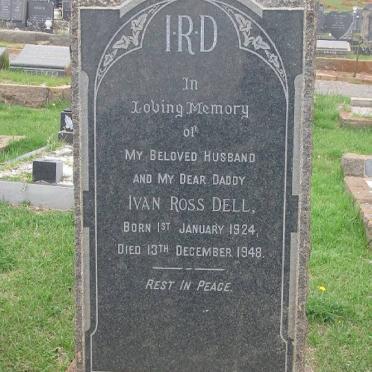 I·R·D
In
Loving Memory
of
My Beloved Husband
and My Dear Daddy
Ivan Ross Dell,
Born 1st January 1924,
Died 13th December 1948.
Rest In Peace.